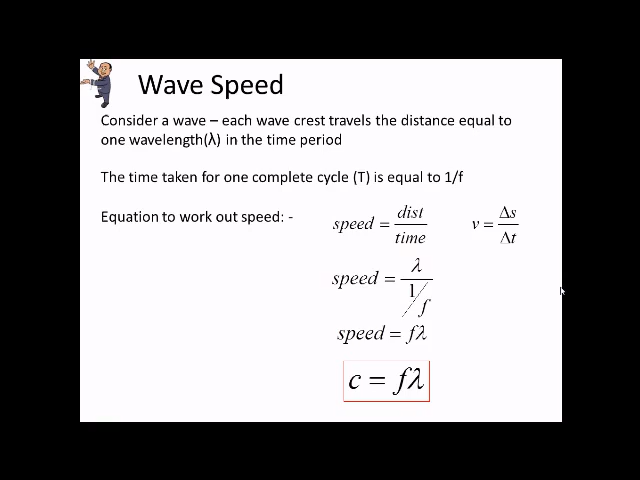 Wave Speed
Consider a wave – each wave crest travels the distance equal to
one wavelength(λ) in the time period
The time taken for one complete cycle (T) is equal to 1/f
Equation to work out speed: -
speed = dist/time
v = Δs/Δt
speed = λ/(1/f)
speed = fλ
c = fλ